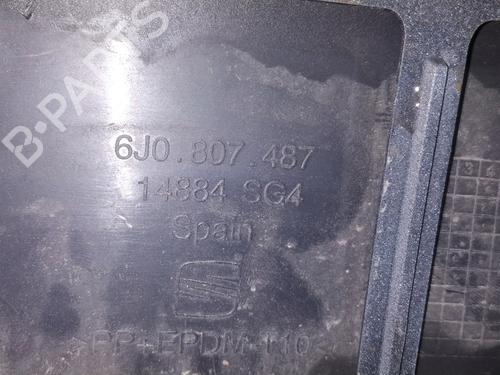 B-PARTS
6J0.807.487
14884 SG4
Spain
>PP+EPDM-T10